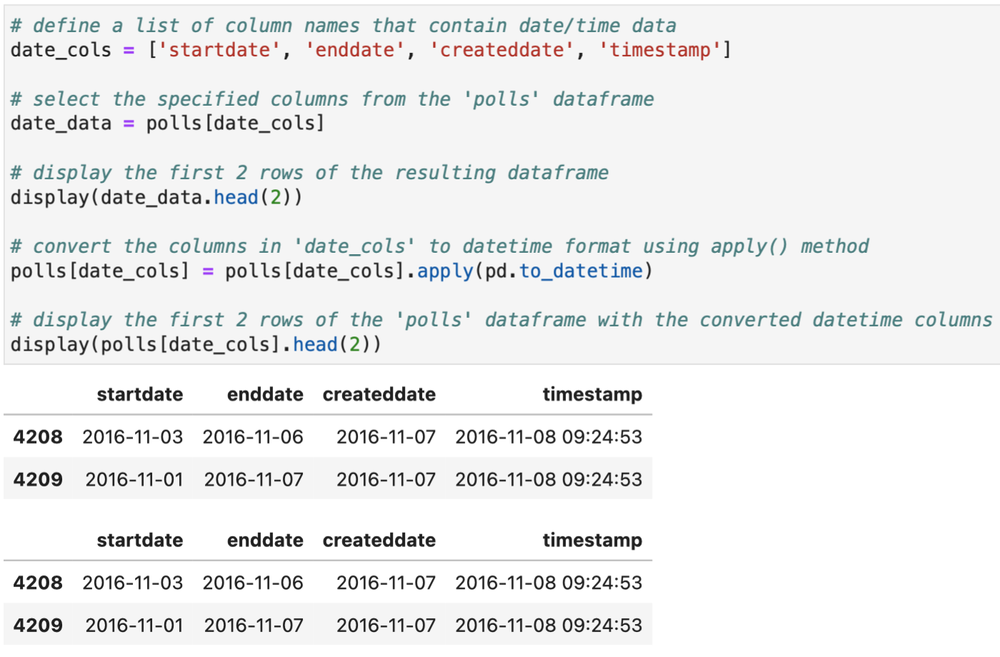 # define a list of column names that contain date/time data
date_cols = ['startdate', 'enddate', 'createddate', 'timestamp']
# select the specified columns from the 'polls' dataframe
date_data = polls[date_cols]
# display the first 2 rows of the resulting dataframe
display(date_data.head(2))
# convert the columns in 'date_cols' to datetime format using apply() method
polls[date_cols] = polls[date_cols].apply(pd.to_datetime)
# display the first 2 rows of the 'polls' dataframe with the converted datetime columns
display(polls[date_cols].head(2))
startdate enddate createddate timestamp
4208 2016-11-03 2016-11-06 2016-11-07 2016-11-08 09:24:53
4209 2016-11-01 2016-11-07 2016-11-07 2016-11-08 09:24:53
startdate enddate createddate timestamp
4208 2016-11-03 2016-11-06 2016-11-07 2016-11-08 09:24:53
4209 2016-11-01 2016-11-07 2016-11-07 2016-11-08 09:24:53